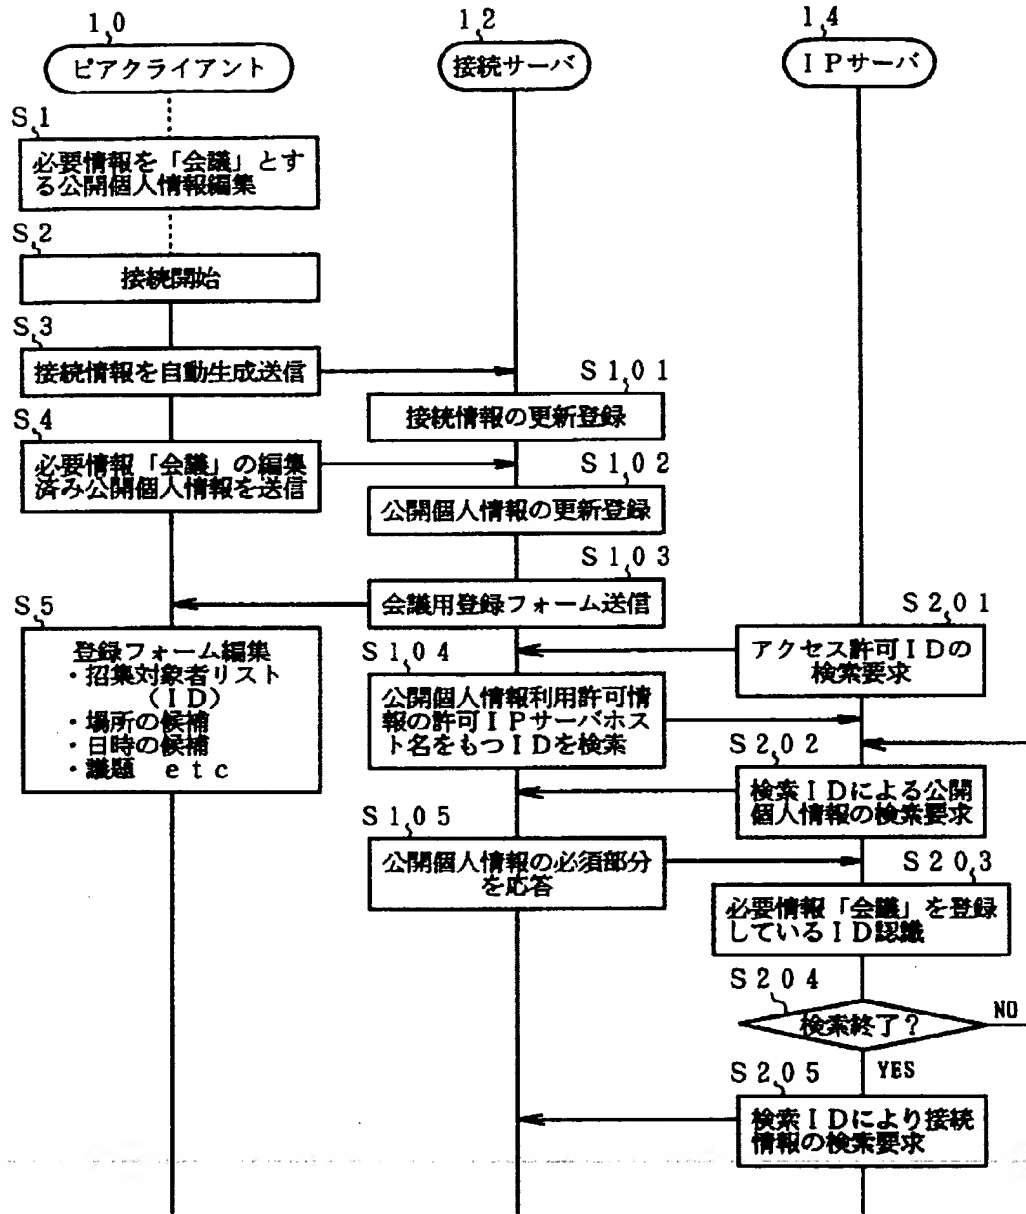 10
ピアクライアント
12
接続サーバ
14
IPサーバ
S1
必要情報を「会議」とす
る公開個人情報編集
S2
接続開始
S3
接続情報を自動生成送信
S101
接続情報の更新登録
S4
必要情報「会議」の編集
済み公開個人情報を送信
S102
公開個人情報の更新登録
S103
会議用登録フォーム送信
S5
登録フォーム編集
・招集対象者リスト
(ID)
・場所の候補
・日時の候補
・議題 etc
S201
アクセス許可IDの
検索要求
S104
公開個人情報利用許可情
報の許可IPサーバホス
ト名をもつIDを検索
S202
検索IDによる公開
個人情報の検索要求
S105
公開個人情報の必須部分
を応答
S203
必要情報「会議」を登録
しているID認識
S204
検索終了?
NO
YES
S205
検索IDにより接続
情報の検索要求